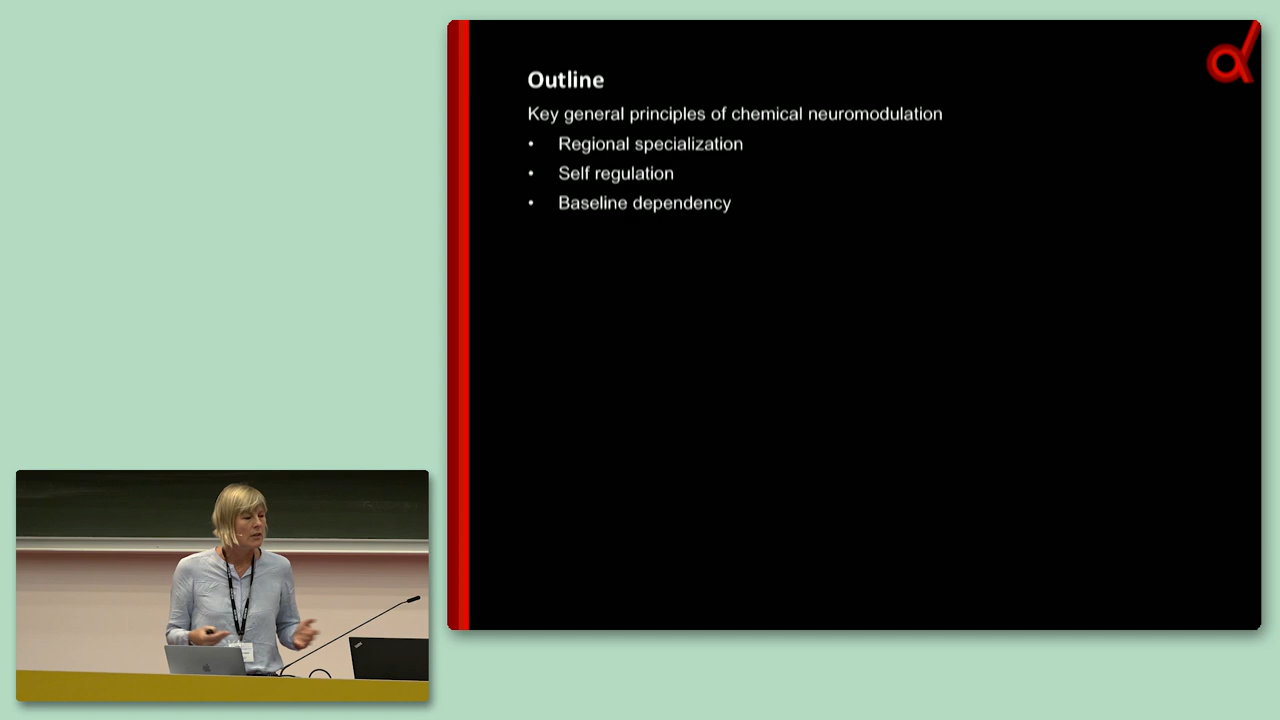 Outline
Key general principles of chemical neuromodulation
• Regional specialization
• Self regulation
• Baseline dependency